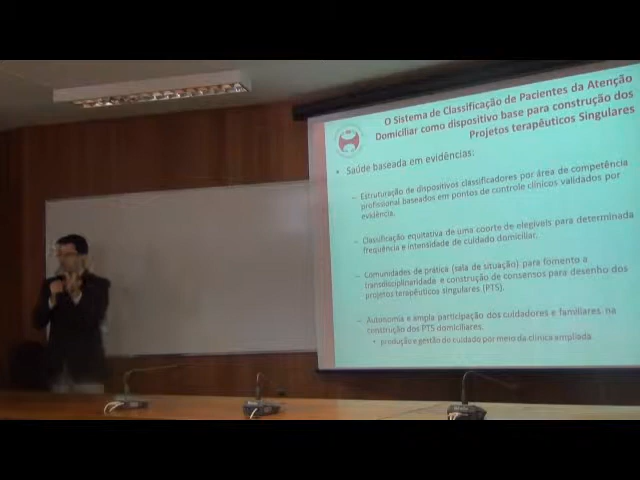 O Sistema de Classificação de Pacientes da Atenção
Domiciliar como dispositivo base para construção dos
Projetos terapêuticos Singulares
• Saúde baseada em evidências:
– Estruturação de dispositivos classificadores por área de competência
profissional baseados em pontos de controle clínicos validados por
evidência.
– Classificação equitativa de uma coorte de elegíveis para determinada
frequência e intensidade de cuidado domiciliar.
– Comunidades de prática (sala de situação) para fomento a
transdisciplinaridade e construção de consensos para desenho dos
projetos terapêuticos singulares (PTS).
– Autonomia e ampla participação dos cuidadores e familiares na
construção dos PTS domiciliares.
• produção e gestão do cuidado por meio da clínica ampliada